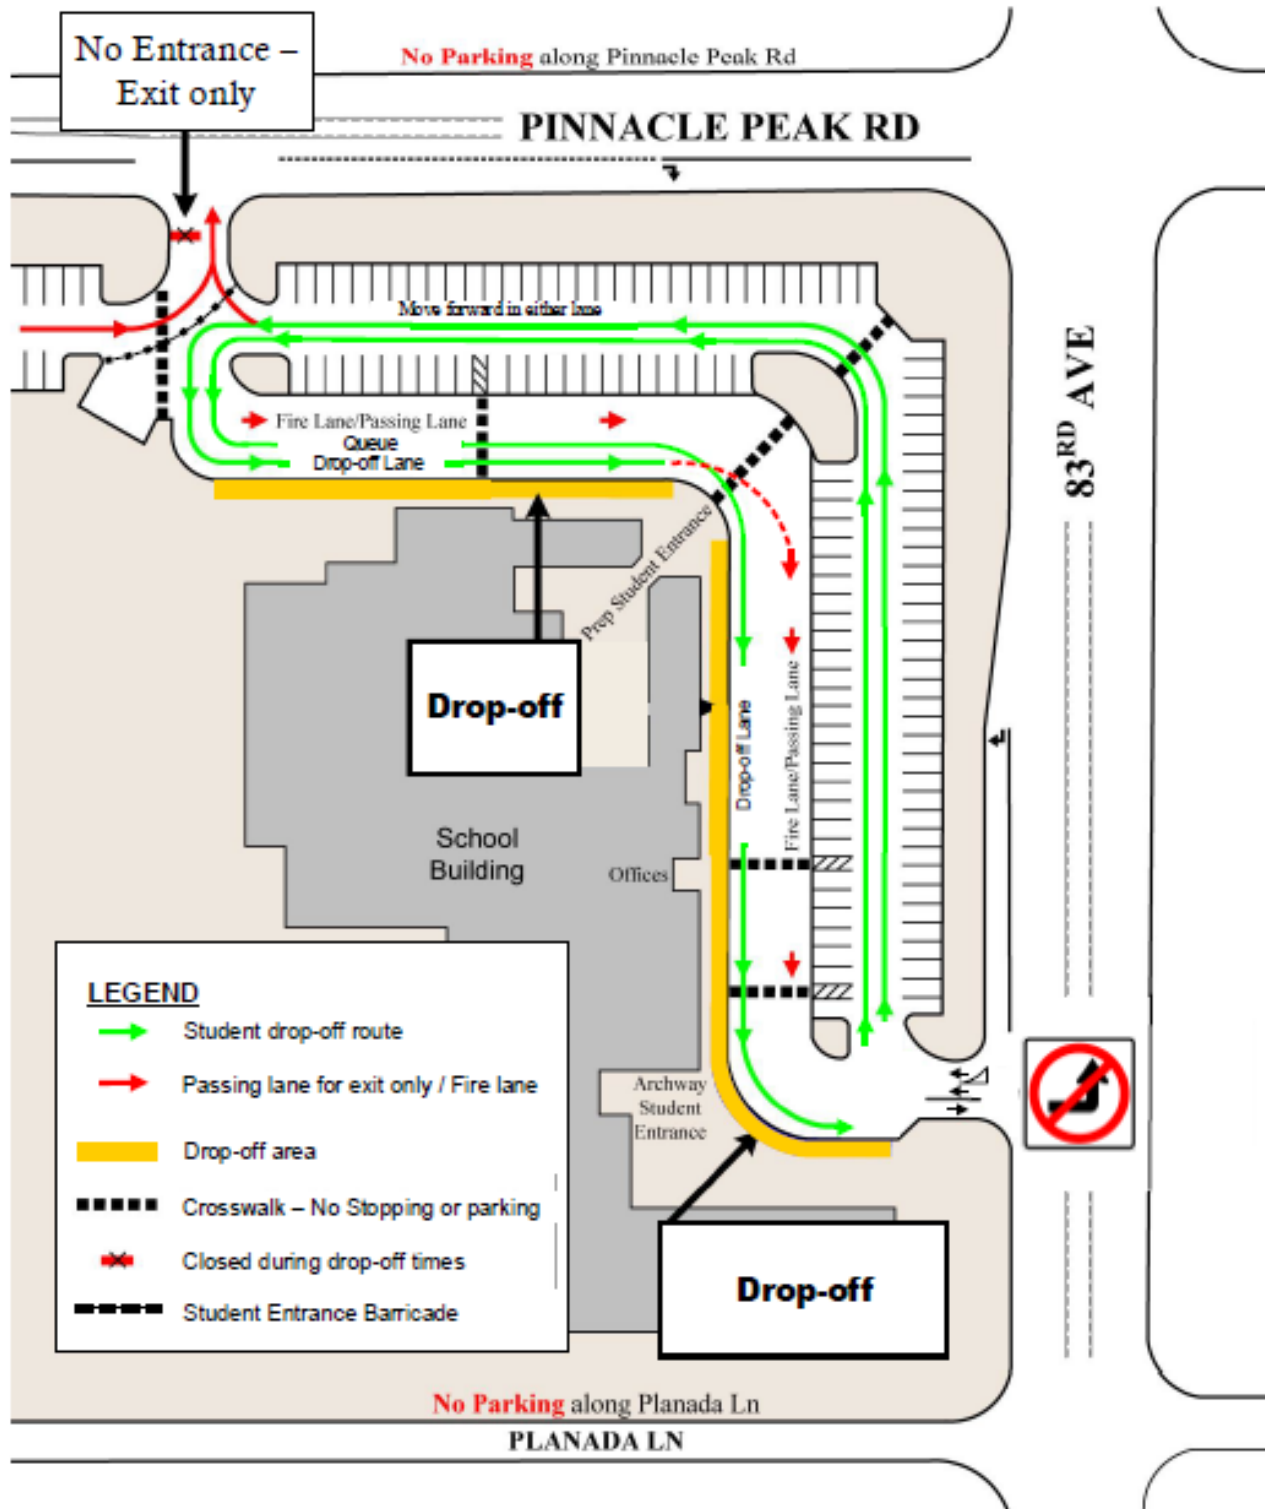 No Entrance –
Exit only
No Parking along Pinnacle Peak Rd
PINNACLE PEAK RD
Move forward in either lane
Fire Lane/Passing Lane
Queue
Drop-off Lane
83RD AVE
Prep Student Entrance
Drop-off
Drop-off Lane
Fire Lane/Passing Lane
School
Building
Offices
LEGEND
Student drop-off route
Passing lane for exit only / Fire lane
Drop-off area
Crosswalk – No Stopping or parking
Closed during drop-off times
Student Entrance Barricade
Archway
Student
Entrance
Drop-off
No Parking along Planada Ln
PLANADA LN